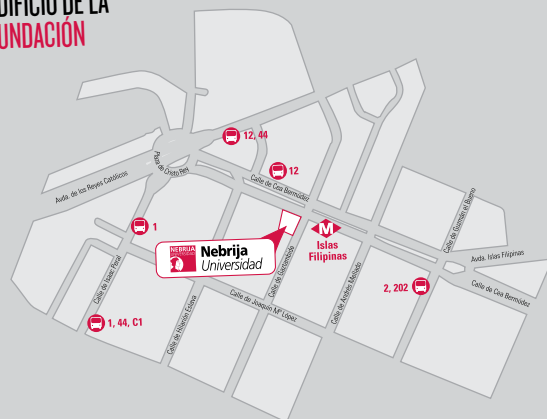 DIFICIO DE LA
UNDACIÓN
12, 44
Plaza de Cristo Rey
12
Avda. de los Reyes Católicos
Calle de Cea Bermúdez
Calle de Guzmán el Bueno
1
M
Islas
Filipinas
NEBRIJA
Nebrija
Universidad
Avda. Islas Filipinas
Calle de Isaac Peral
Calle de Gaztambide
Calle de Andrés Mellado
2, 202
Calle de Cea Bermúdez
Calle de Joaquín Mª López
Calle de Hilarión Eslava
1, 44, C1